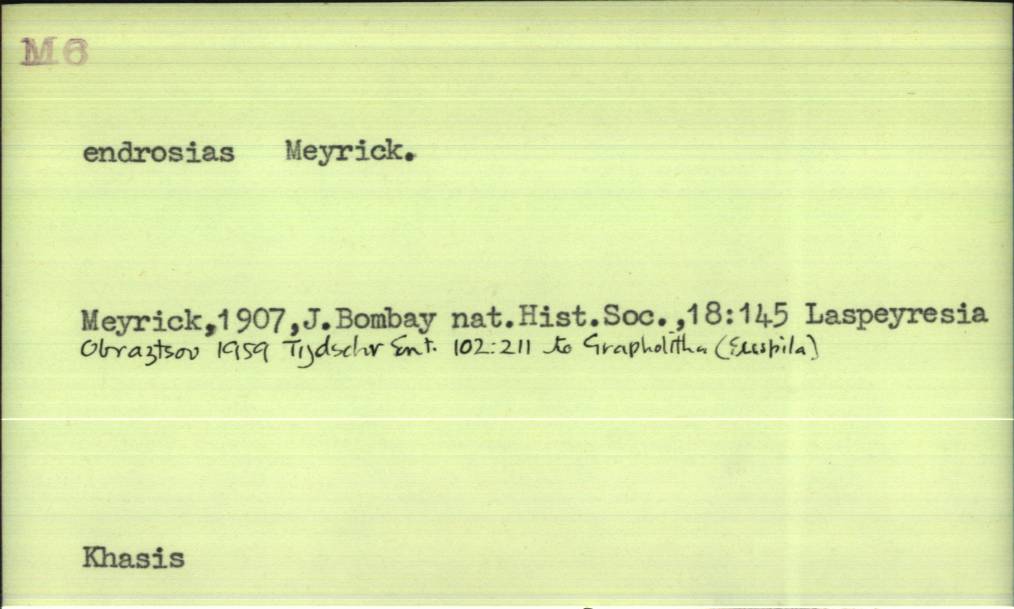 M6
endrosias Meyrick.
Meyrick,1907,J.Bombay nat.Hist.Soc.,18:145 Laspeyresia
Obraztsov 1959 Tijdschr Ent. 102:211 to Grapholitha (Euspila)
Khasis